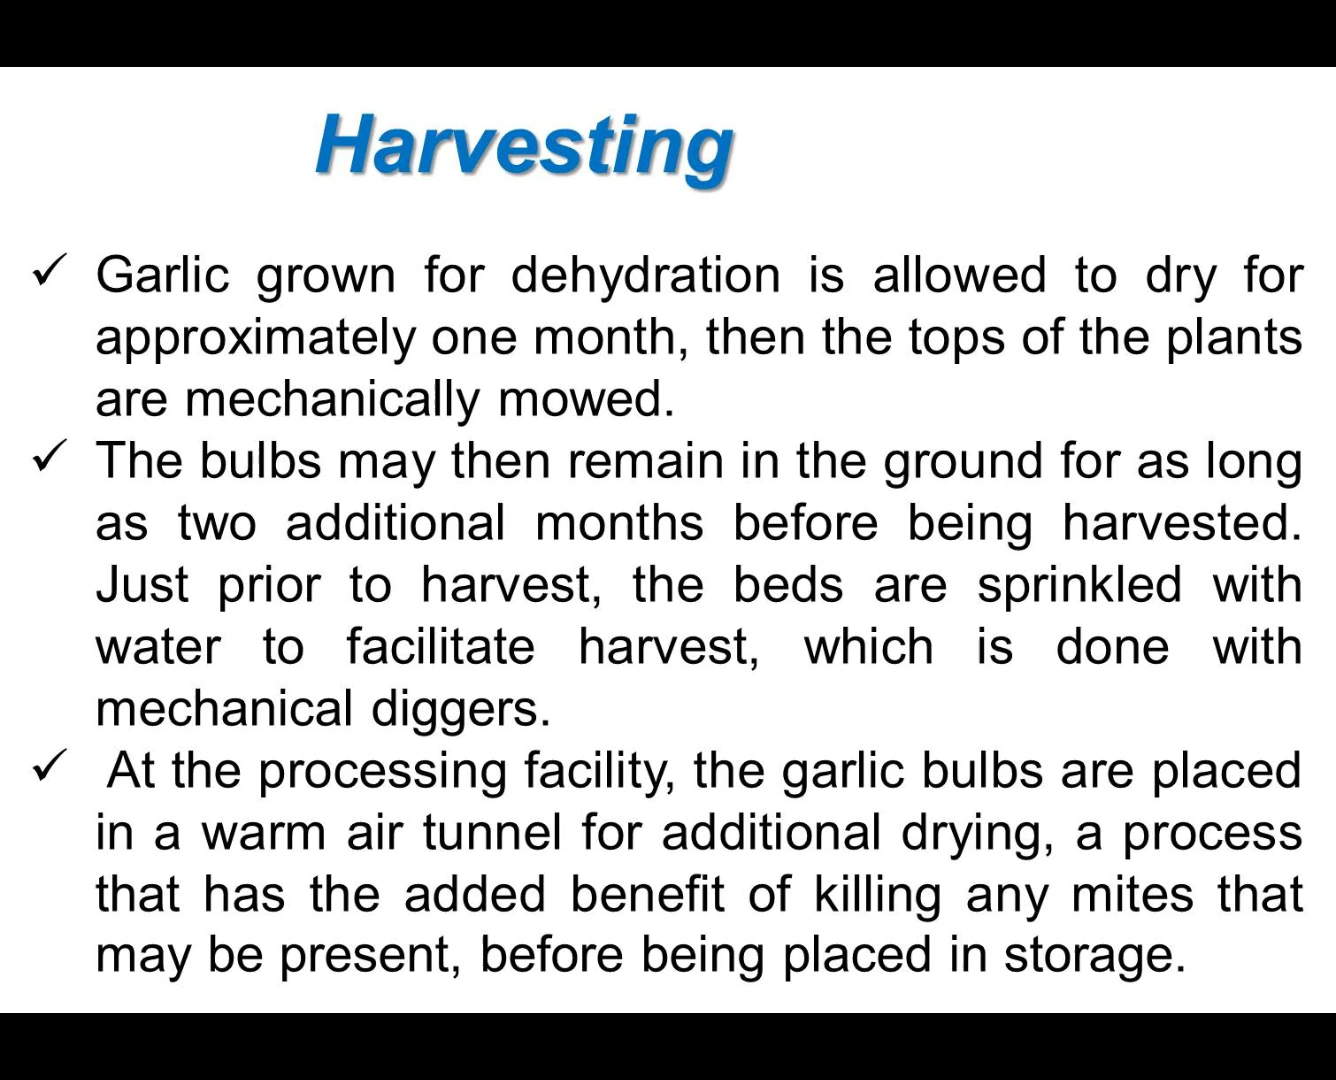 Harvesting
✓ Garlic grown for dehydration is allowed to dry for
approximately one month, then the tops of the plants
are mechanically mowed.
✓ The bulbs may then remain in the ground for as long
as two additional months before being harvested.
Just prior to harvest, the beds are sprinkled with
water to facilitate harvest, which is done with
mechanical diggers.
✓ At the processing facility, the garlic bulbs are placed
in a warm air tunnel for additional drying, a process
that has the added benefit of killing any mites that
may be present, before being placed in storage.